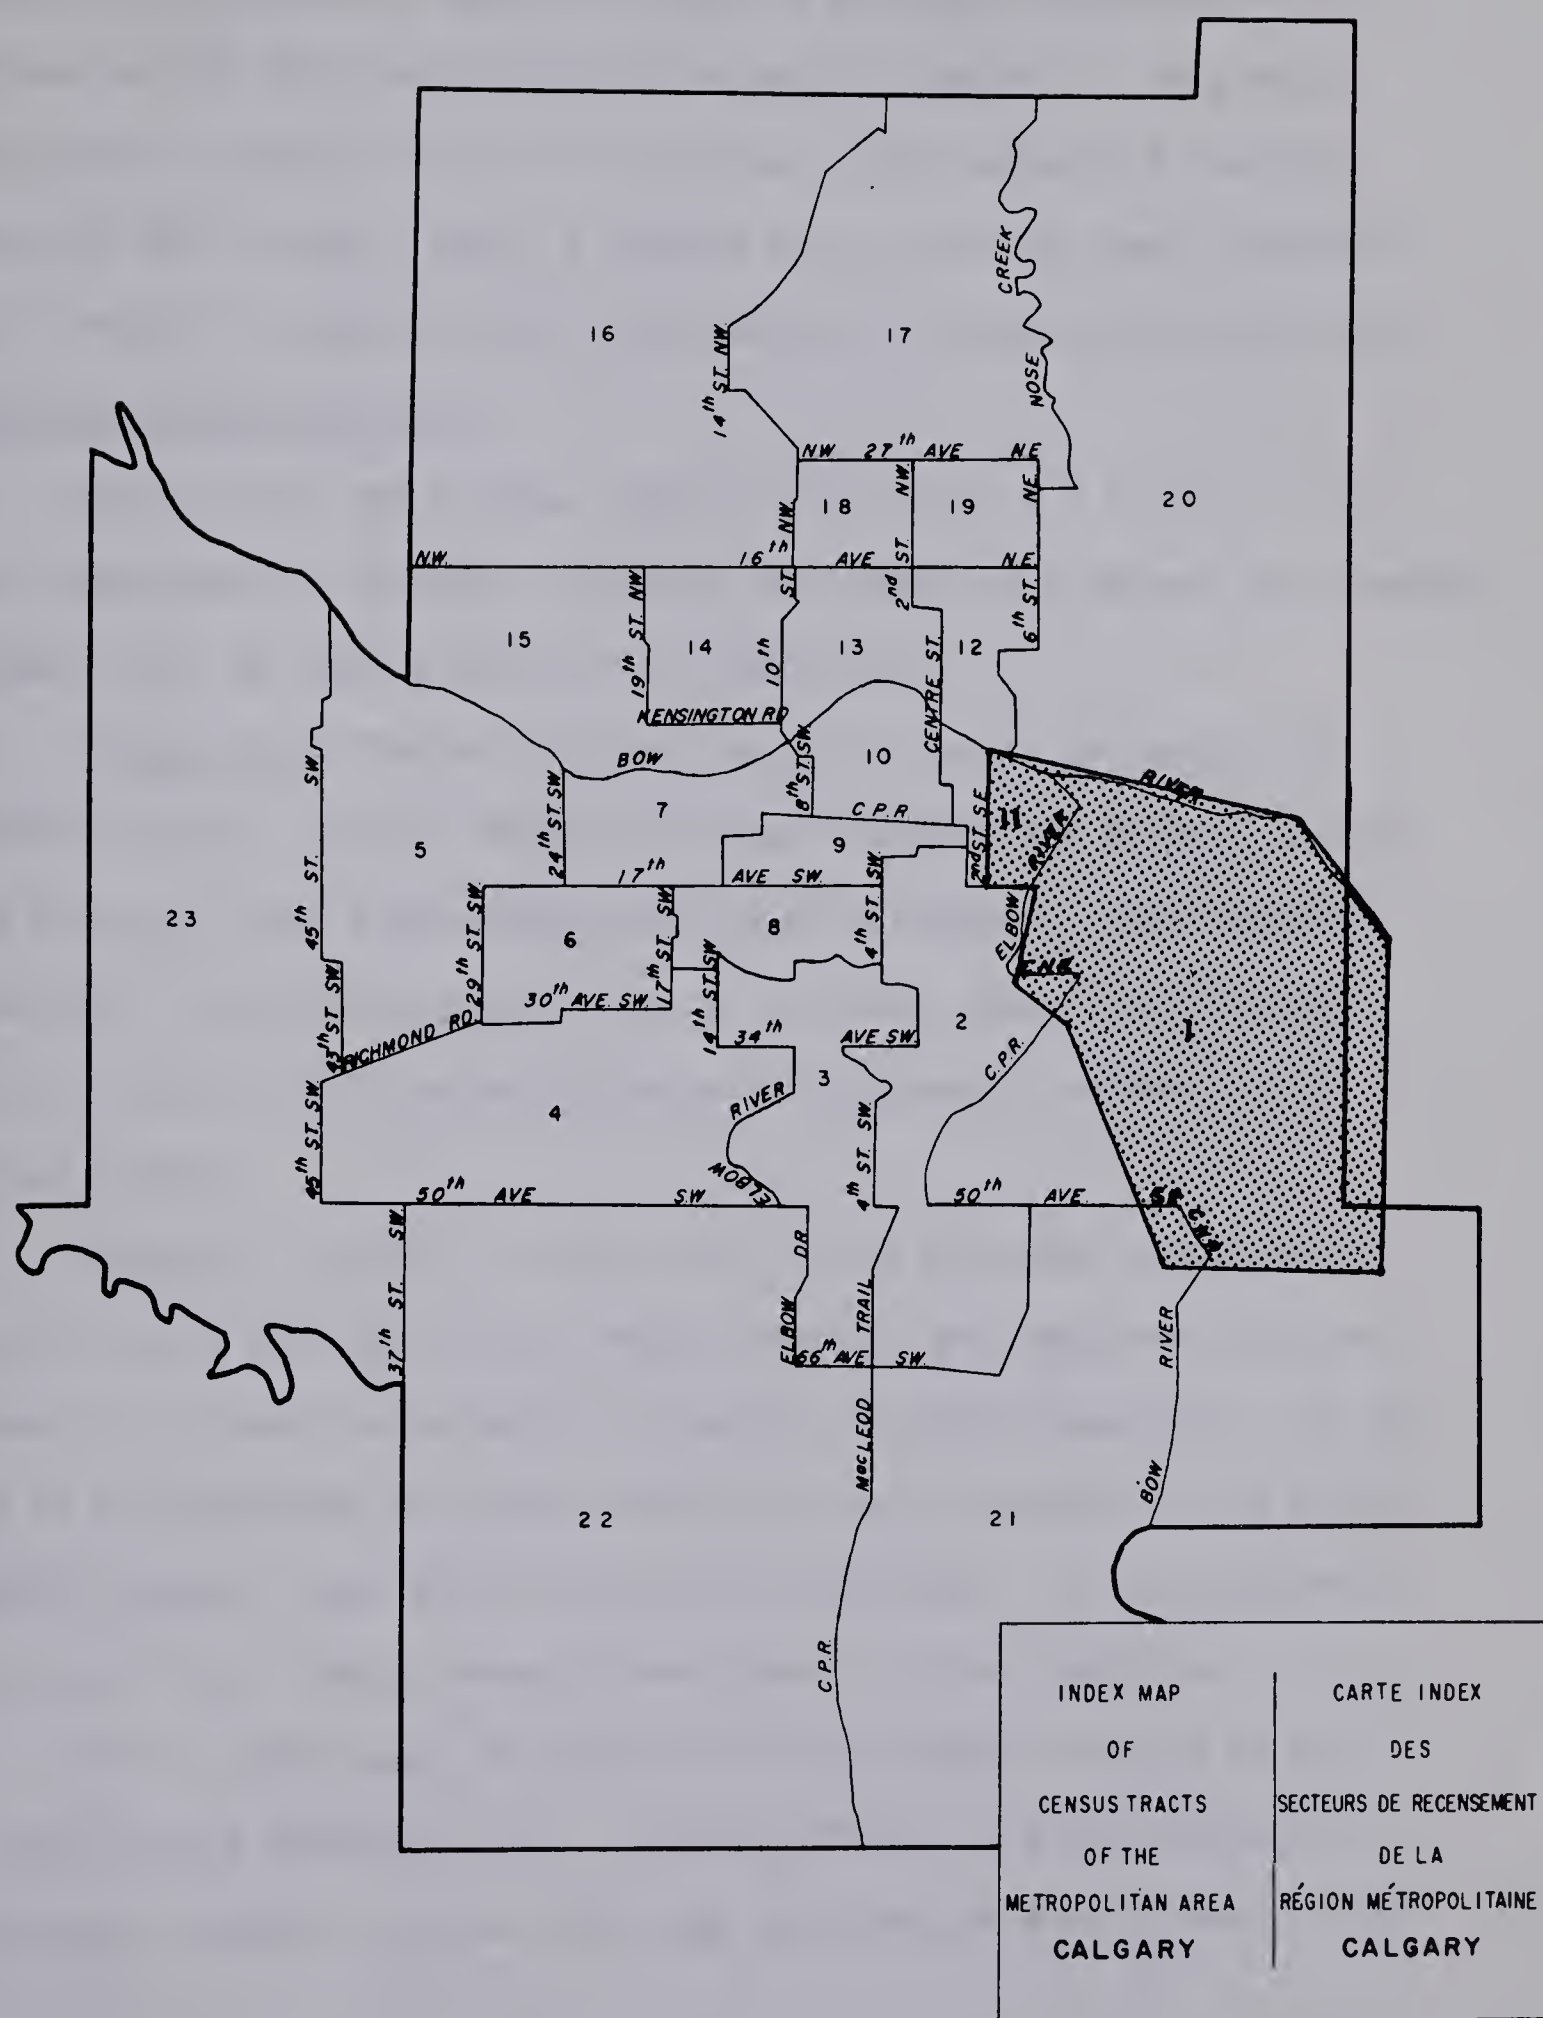 CREEK
NOSE
16
17
14th ST. NW.
NW 27th AVE NE
18
NW.
19
NE.
20
N.W. 16th AVE N.E.
NW.
ST.
2nd ST.
6th ST.
15
19th ST. NW
14
10th
13
12
CENTRE ST.
KENSINGTON RD
BOW
RIVER
10
8th ST. SW.
C.P.R
24th ST SW
7
9
2nd ST SE
11
RIVER
5
45th ST. SW
17th AVE SW.
23
29th ST. SW
6
17th ST. SW
8
4th ST. SW
ELBOW
C.N.R.
43th ST SW
RICHMOND RD.
30th AVE. SW.
14th ST. SW
34th AVE SW.
2
C.P.R.
1
3
RIVER
ELBOW
4
4th ST SW.
45th ST. SW.
50th AVE S.W.
50th AVE. SE
C.N.R.
37th ST. SW.
ELBOW DR
66th AVE SW.
McLEOD TRAIL
BOW RIVER
22
21
C.P.R.
INDEX MAP
OF
CENSUS TRACTS
OF THE
METROPOLITAN AREA
CALGARY
CARTE INDEX
DES
SECTEURS DE RECENSEMENT
DE LA
RÉGION MÉTROPOLITAINE
CALGARY